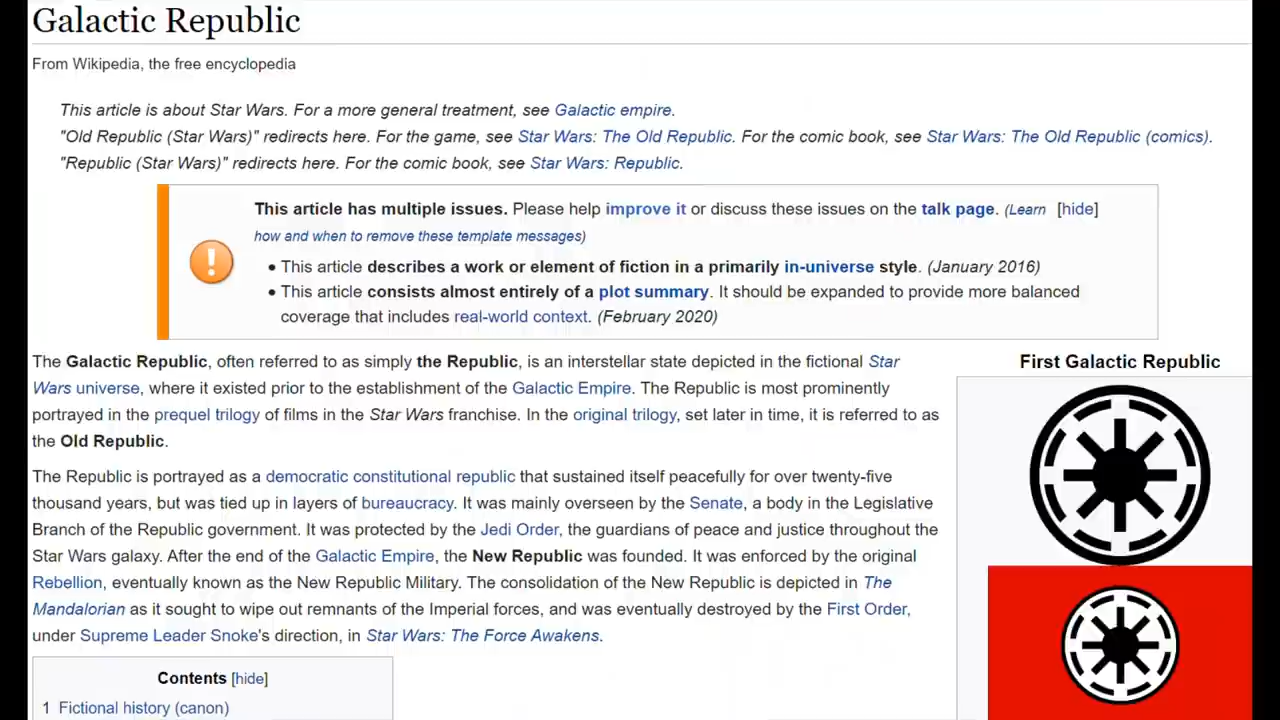 Galactic Republic
From Wikipedia, the free encyclopedia
This article is about Star Wars. For a more general treatment, see Galactic empire.
"Old Republic (Star Wars)" redirects here. For the game, see Star Wars: The Old Republic. For the comic book, see Star Wars: The Old Republic (comics).
"Republic (Star Wars)" redirects here. For the comic book, see Star Wars: Republic.
This article has multiple issues. Please help improve it or discuss these issues on the talk page. (Learn [hide]
how and when to remove these template messages)
• This article describes a work or element of fiction in a primarily in-universe style. (January 2016)
• This article consists almost entirely of a plot summary. It should be expanded to provide more balanced
coverage that includes real-world context. (February 2020)
The Galactic Republic, often referred to as simply the Republic, is an interstellar state depicted in the fictional Star
Wars universe, where it existed prior to the establishment of the Galactic Empire. The Republic is most prominently
portrayed in the prequel trilogy of films in the Star Wars franchise. In the original trilogy, set later in time, it is referred to as
the Old Republic.
First Galactic Republic
The Republic is portrayed as a democratic constitutional republic that sustained itself peacefully for over twenty-five
thousand years, but was tied up in layers of bureaucracy. It was mainly overseen by the Senate, a body in the Legislative
Branch of the Republic government. It was protected by the Jedi Order, the guardians of peace and justice throughout the
Star Wars galaxy. After the end of the Galactic Empire, the New Republic was founded. It was enforced by the original
Rebellion, eventually known as the New Republic Military. The consolidation of the New Republic is depicted in The
Mandalorian as it sought to wipe out remnants of the Imperial forces, and was eventually destroyed by the First Order,
under Supreme Leader Snoke's direction, in Star Wars: The Force Awakens.
Contents [hide]
1 Fictional history (canon)